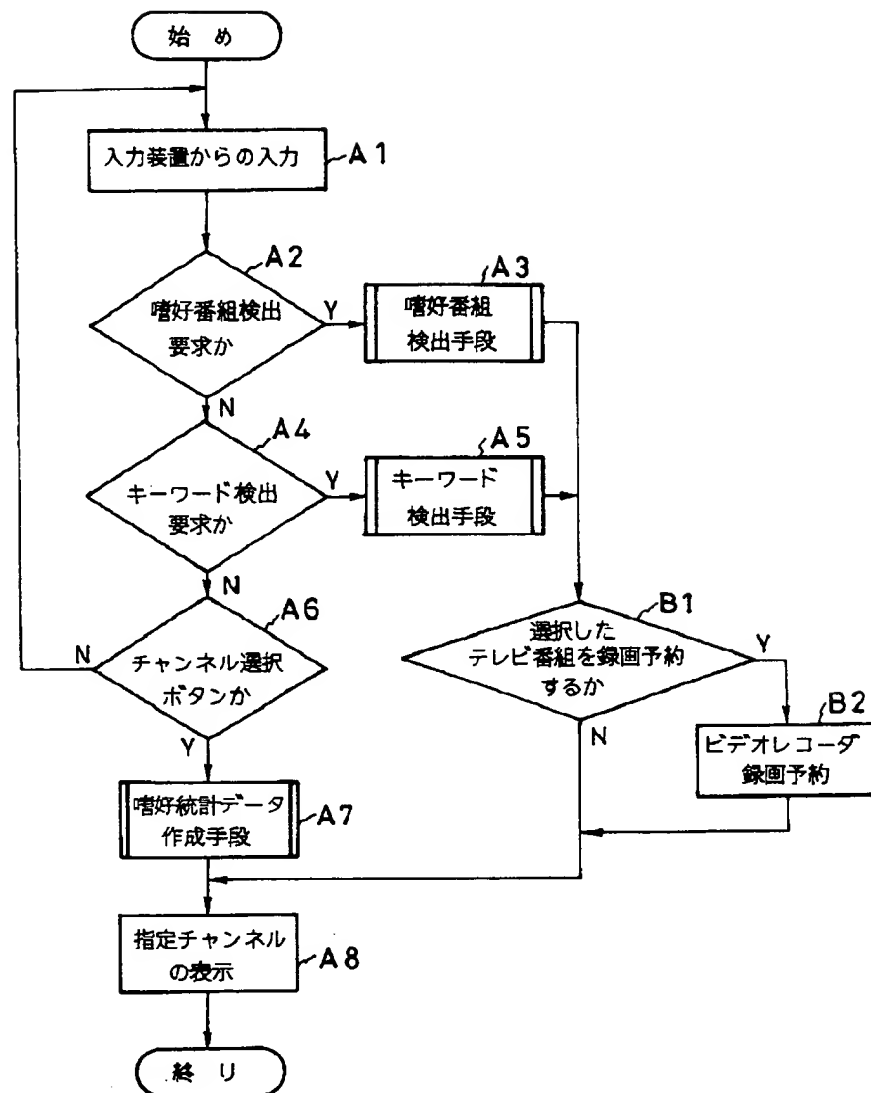 始め
入力装置からの入力
A1
A2
嗜好番組検出
要求か
Y
A3
嗜好番組
検出手段
N
A4
キーワード検出
要求か
Y
A5
キーワード
検出手段
N
A6
チャンネル選択
ボタンか
N
Y
B1
選択した
テレビ番組を録画予約
するか
Y
N
B2
ビデオレコーダ
録画予約
嗜好統計データ
作成手段
A7
指定チャンネル
の表示
A8
終り